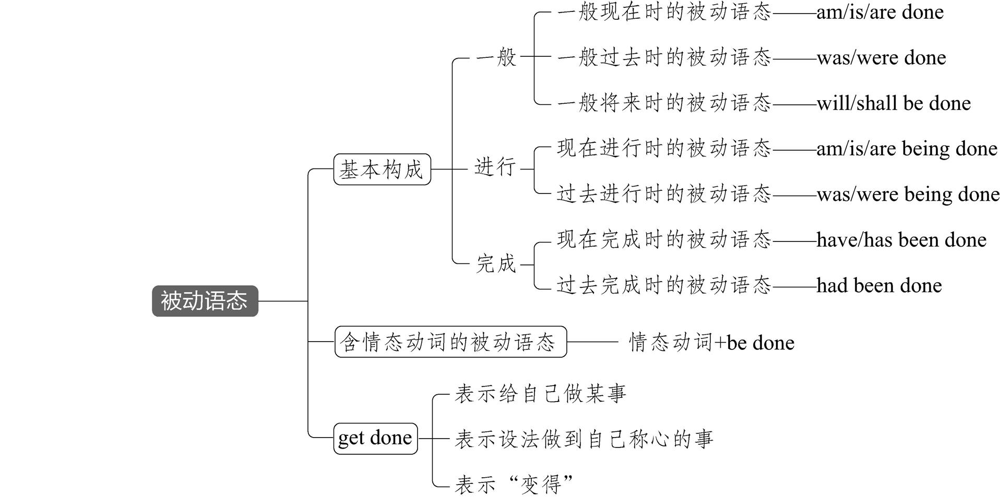 一般现在时的被动语态——am/is/are done
一般
一般过去时的被动语态——was/were done
一般将来时的被动语态——will/shall be done
基本构成
进行
现在进行时的被动语态——am/is/are being done
过去进行时的被动语态——was/were being done
完成
现在完成时的被动语态——have/has been done
过去完成时的被动语态——had been done
被动语态
含情态动词的被动语态
情态动词+be done
get done
表示给自己做某事
表示设法做到自己称心的事
表示“变得”